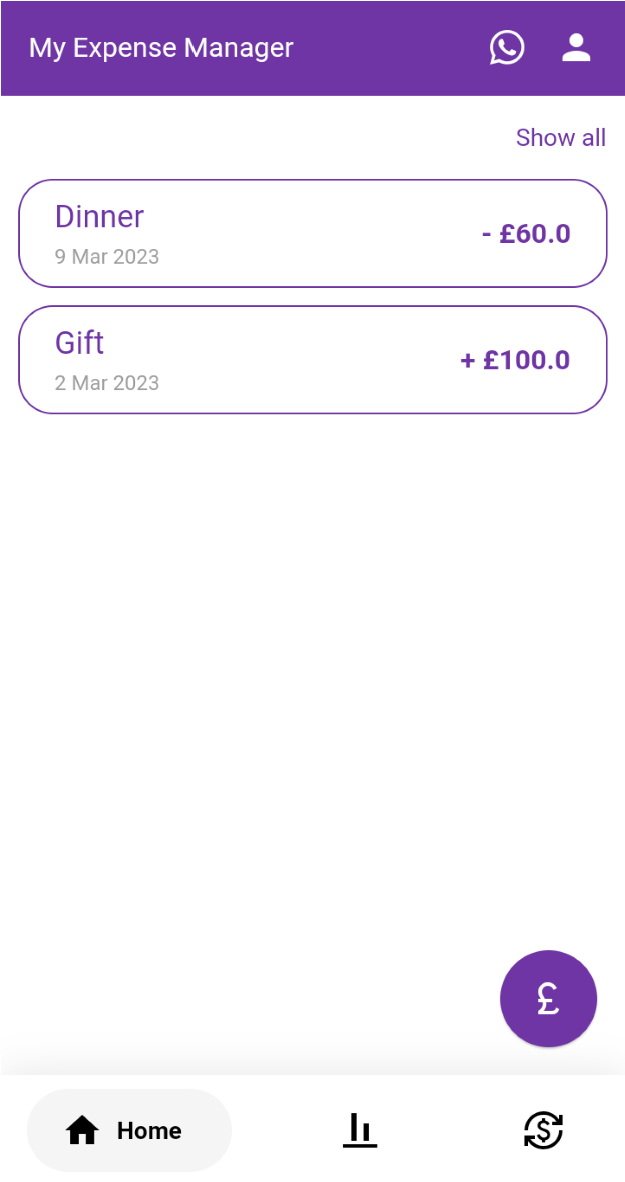 My Expense Manager
Show all
Dinner
- £60.0
9 Mar 2023
Gift
+ £100.0
2 Mar 2023
£
Home
$